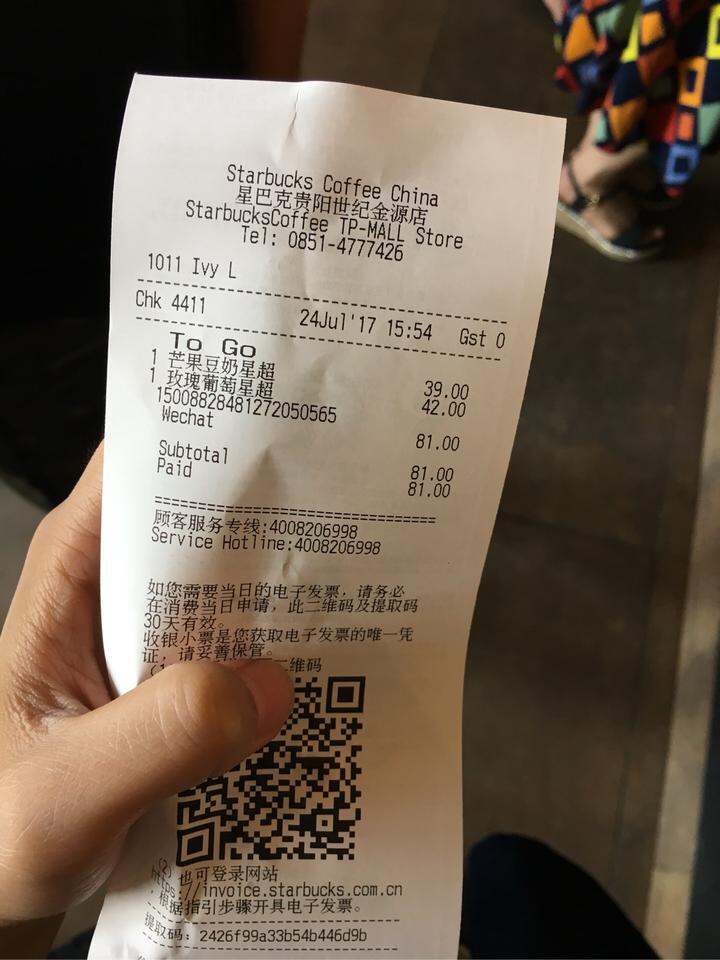 Starbucks Coffee China
星巴克贵阳世纪金源店
StarbucksCoffee TP-MALL Store
Tel: 0851-4777426
1011 Ivy L
Chk 4411 24Jul'17 15:54 Gst 0
To Go
1 芒果豆奶星超 39.00
1 玫瑰葡萄星超 42.00
15008828481272050565
Wechat 81.00
Subtotal 81.00
Paid 81.00
顾客服务专线:4008206998
Service Hotline:4008206998
如您需要当日的电子发票，请务必
在消费当日申请，此二维码及提取码
30天有效。
收银小票是您获取电子发票的唯一凭
证，请妥善保管。
二维码
(2) 也可登录网站
https://invoice.starbucks.com.cn
，根据指引步骤开具电子发票。
提取码: 2426f99a33b54b446d9b